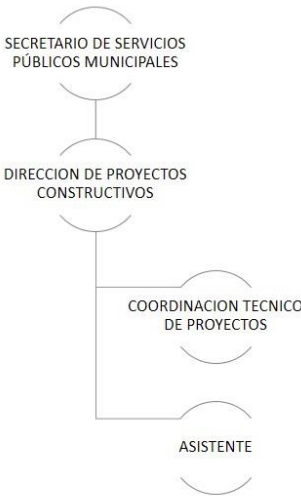 SECRETARIO DE SERVICIOS
PÚBLICOS MUNICIPALES
DIRECCION DE PROYECTOS
CONSTRUCTIVOS
COORDINACION TECNICO
DE PROYECTOS
ASISTENTE